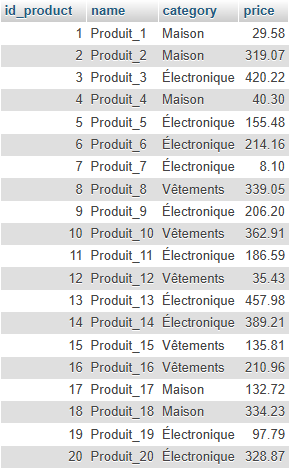 id_product name category price
1 Produit_1 Maison 29.58
2 Produit_2 Maison 319.07
3 Produit_3 Électronique 420.22
4 Produit_4 Maison 40.30
5 Produit_5 Électronique 155.48
6 Produit_6 Électronique 214.16
7 Produit_7 Électronique 8.10
8 Produit_8 Vêtements 339.05
9 Produit_9 Électronique 206.20
10 Produit_10 Vêtements 362.91
11 Produit_11 Électronique 186.59
12 Produit_12 Vêtements 35.43
13 Produit_13 Électronique 457.98
14 Produit_14 Électronique 389.21
15 Produit_15 Vêtements 135.81
16 Produit_16 Vêtements 210.96
17 Produit_17 Maison 132.72
18 Produit_18 Maison 334.23
19 Produit_19 Électronique 97.79
20 Produit_20 Électronique 328.87